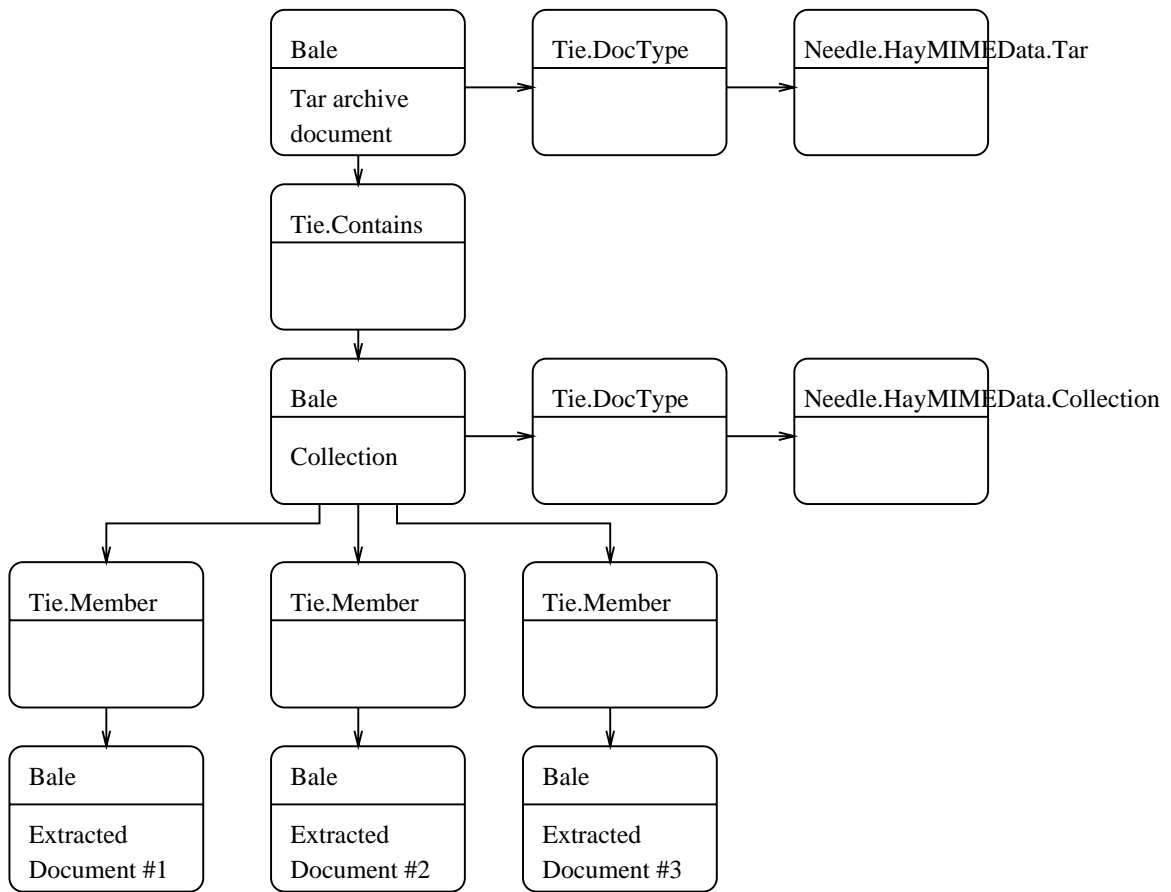 Bale
Tar archive
document
Tie.DocType
Needle.HayMIMEData.Tar
Tie.Contains
Bale
Collection
Tie.DocType
Needle.HayMIMEData.Collection
Tie.Member
Tie.Member
Tie.Member
Bale
Extracted
Document #1
Bale
Extracted
Document #2
Bale
Extracted
Document #3